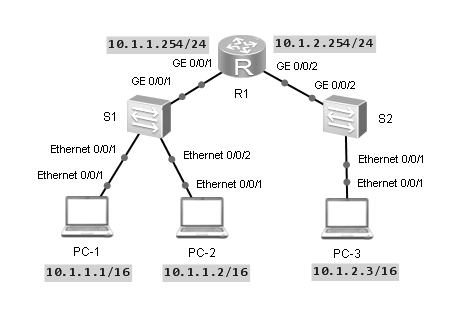 10.1.1.254/24
10.1.2.254/24
GE 0/0/1
GE 0/0/2
R
R1
GE 0/0/1
GE 0/0/2
S1
S2
Ethernet 0/0/1
Ethernet 0/0/2
Ethernet 0/0/1
Ethernet 0/0/1
Ethernet 0/0/1
Ethernet 0/0/1
PC-1
PC-2
PC-3
10.1.1.1/16
10.1.1.2/16
10.1.2.3/16